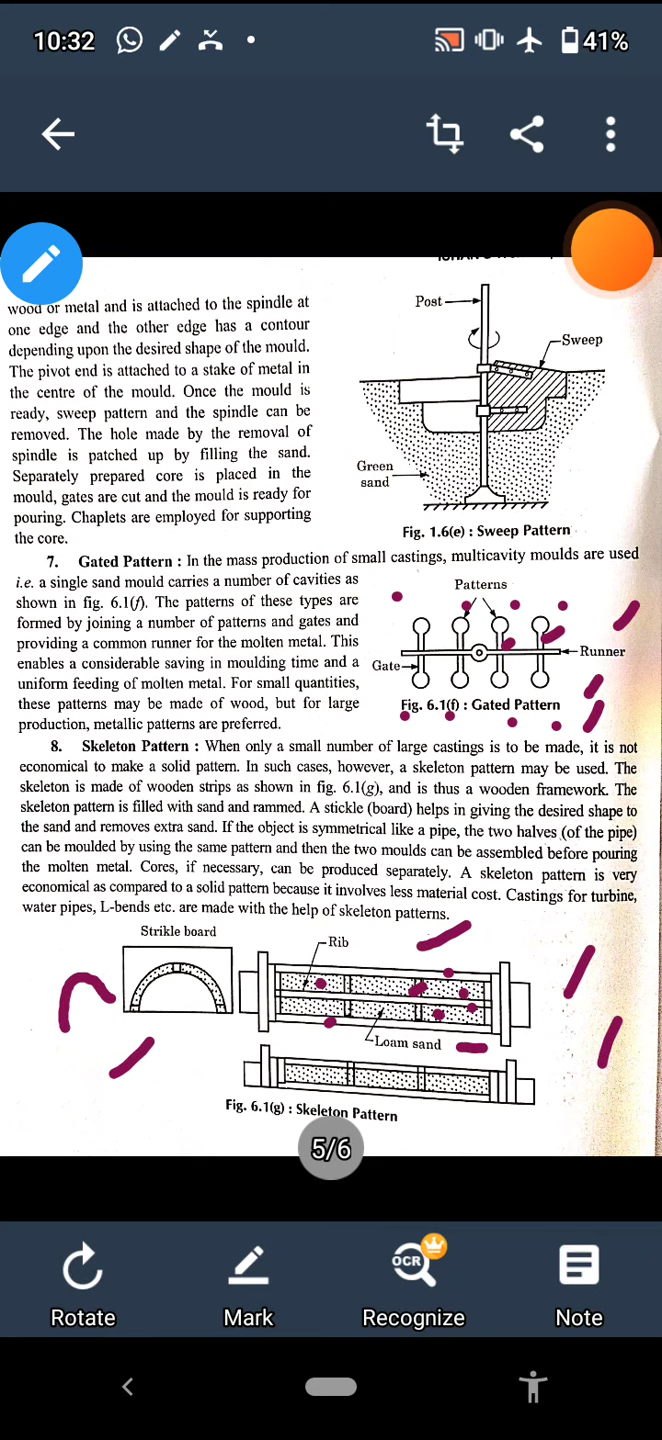 10:32
41%
wood or metal and is attached to the spindle at
one edge and the other edge has a contour
depending upon the desired shape of the mould.
The pivot end is attached to a stake of metal in
the centre of the mould. Once the mould is
ready, sweep pattern and the spindle can be
removed. The hole made by the removal of
spindle is patched up by filling the sand.
Separately prepared core is placed in the
mould, gates are cut and the mould is ready for
pouring. Chaplets are employed for supporting
the core.
Post
Sweep
Green
sand
Fig. 1.6(e) : Sweep Pattern
7. Gated Pattern : In the mass production of small castings, multicavity moulds are used
i.e. a single sand mould carries a number of cavities as
shown in fig. 6.1(f). The patterns of these types are
formed by joining a number of patterns and gates and
providing a common runner for the molten metal. This
enables a considerable saving in moulding time and a
uniform feeding of molten metal. For small quantities,
these patterns may be made of wood, but for large
production, metallic patterns are preferred.
Patterns
Gate
Runner
Fig. 6.1(f) : Gated Pattern
8. Skeleton Pattern : When only a small number of large castings is to be made, it is not
economical to make a solid pattern. In such cases, however, a skeleton pattern may be used. The
skeleton is made of wooden strips as shown in fig. 6.1(g), and is thus a wooden framework. The
skeleton pattern is filled with sand and rammed. A stickle (board) helps in giving the desired shape to
the sand and removes extra sand. If the object is symmetrical like a pipe, the two halves (of the pipe)
can be moulded by using the same pattern and then the two moulds can be assembled before pouring
the molten metal. Cores, if necessary, can be produced separately. A skeleton pattern is very
economical as compared to a solid pattern because it involves less material cost. Castings for turbine,
water pipes, L-bends etc. are made with the help of skeleton patterns.
Strikle board
Rib
Loam sand
Fig. 6.1(g) : Skeleton Pattern
5/6
OCR
Rotate
Mark
Recognize
Note